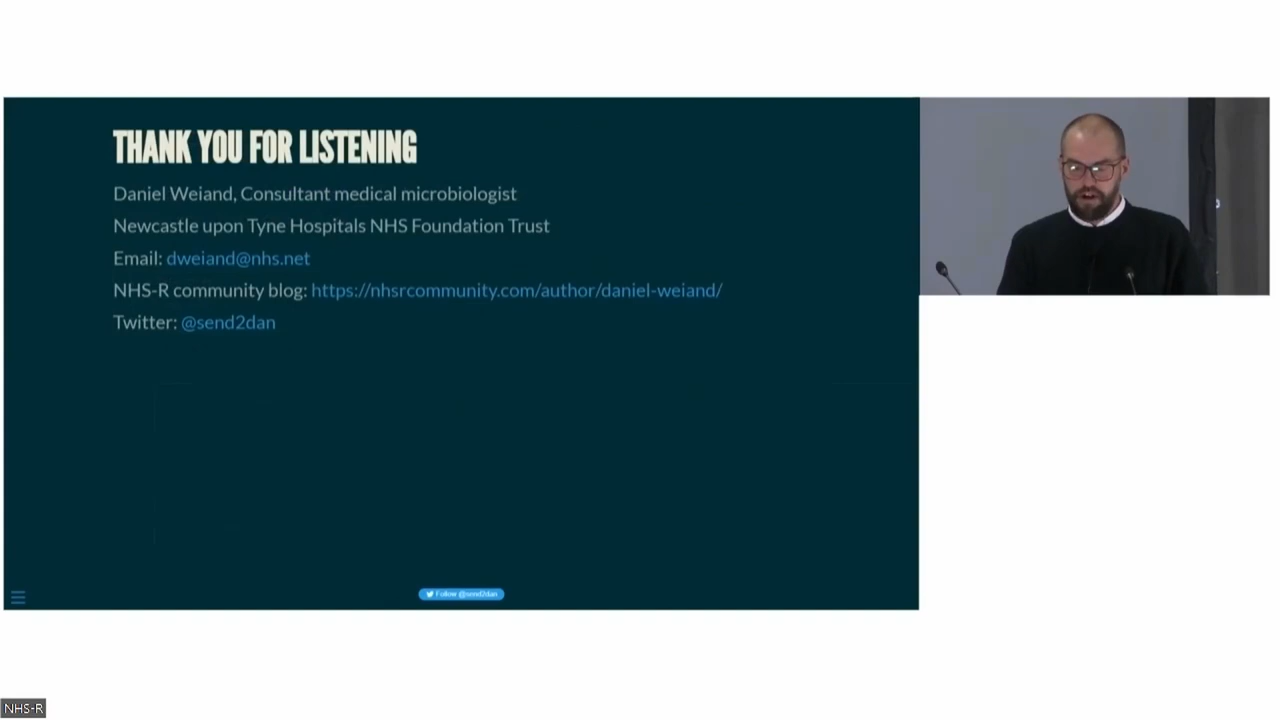 THANK YOU FOR LISTENING
Daniel Weiand, Consultant medical microbiologist
Newcastle upon Tyne Hospitals NHS Foundation Trust
Email: dweiand@nhs.net
NHS-R community blog: https://nhsrcommunity.com/author/daniel-weiand/
Twitter: @send2dan
Follow @send2dan
NHS-R